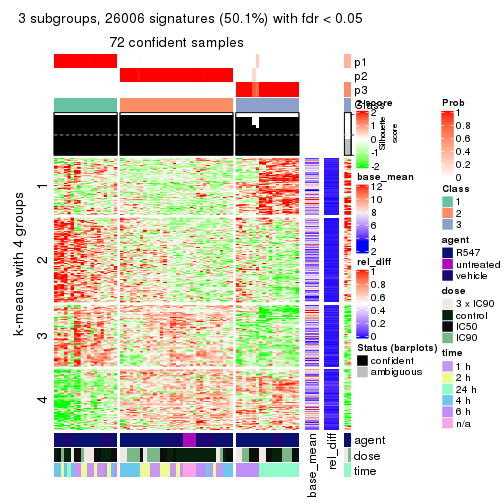 3 subgroups, 26006 signatures (50.1%) with fdr < 0.05
72 confident samples
p1
p2
p3
Class
Silhouette
score
k-means with 4 groups
1
2
3
4
z-score
2
1
0
-1
-2
base_mean
12
10
8
6
4
2
rel_diff
1
0.8
0.6
0.4
0.2
0
Status (barplots)
confident
ambiguous
agent
dose
time
base_mean
rel_diff
Prob
1
0.8
0.6
0.4
0.2
0
Class
1
2
3
agent
R547
untreated
vehicle
dose
3 x IC90
control
IC50
IC90
time
1 h
2 h
24 h
4 h
6 h
n/a